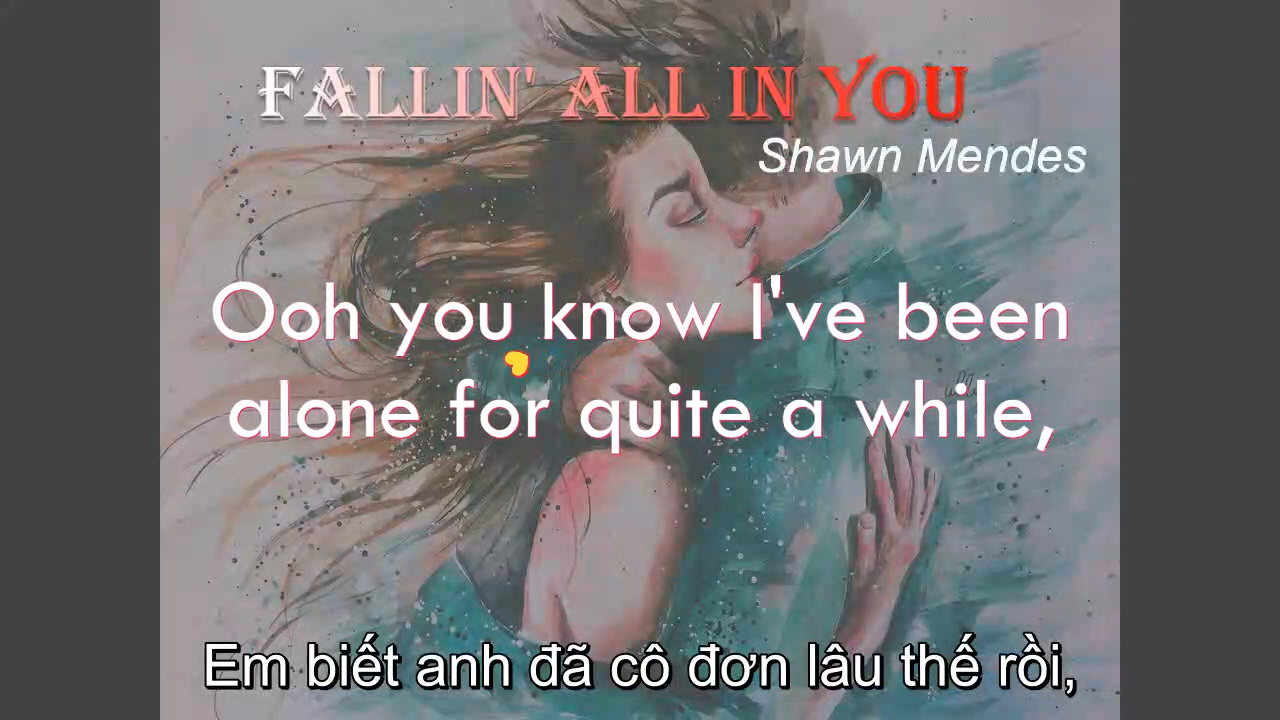 FALLIN' ALL IN YOU
Shawn Mendes
Ooh you know I've been
alone for quite a while,
Em biết anh đã cô đơn lâu thế rồi,